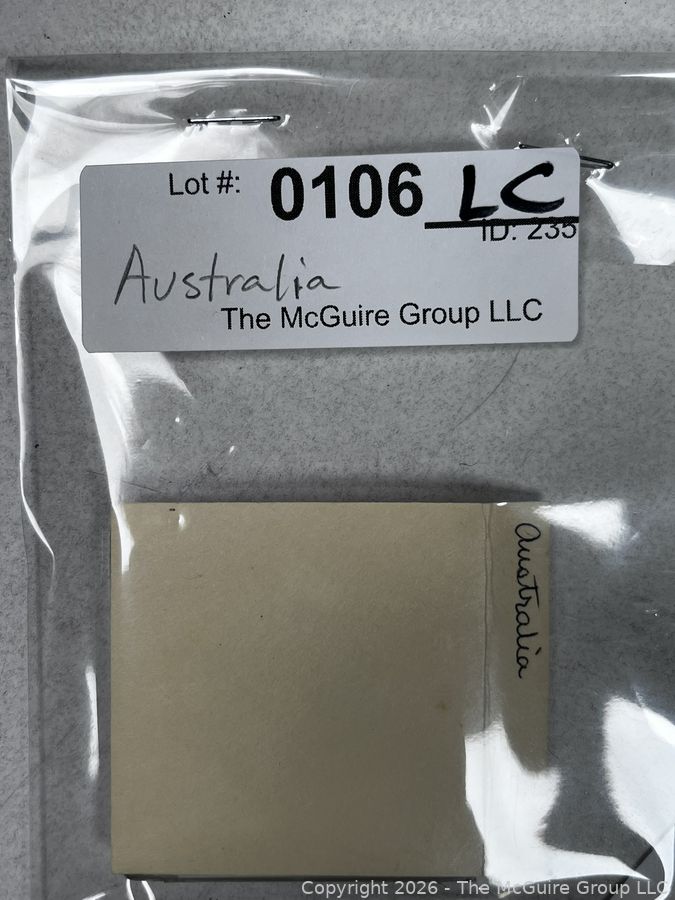 Lot #: 0106 LC
ID: 235
Australia
The McGuire Group LLC
Australia
Copyright 2026 - The McGuire Group LLC